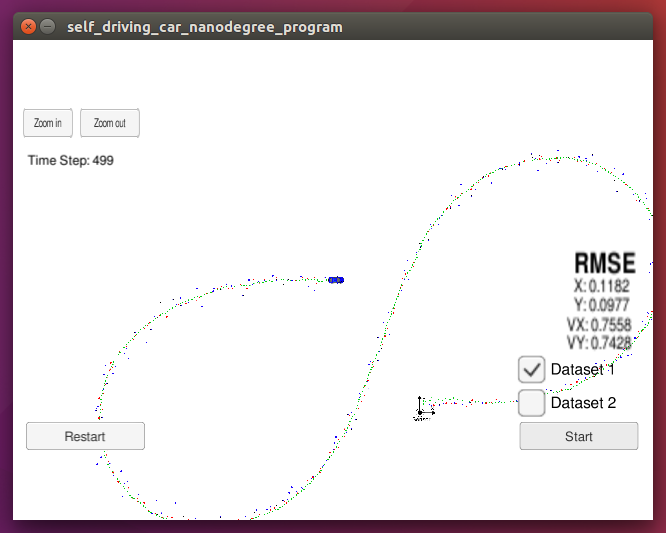 self_driving_car_nanodegree_program
Zoom in
Zoom out
Time Step: 499
RMSE
X: 0.1182
Y: 0.0977
VX: 0.7558
VY: 0.7428
Dataset 1
Dataset 2
Restart
Start